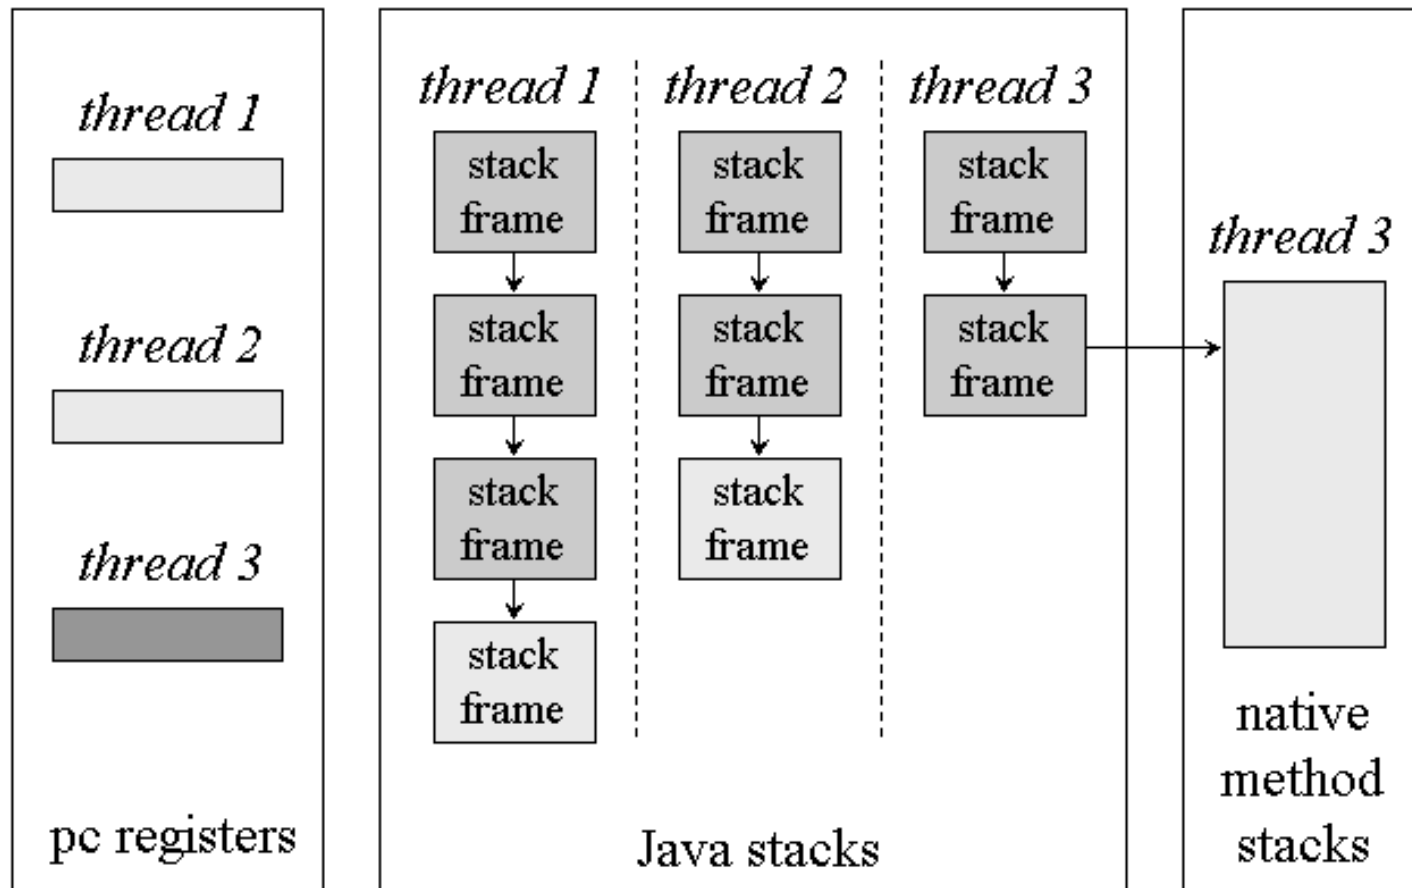 thread 1
thread 2
thread 3
pc registers
thread 1
stack
frame
stack
frame
stack
frame
stack
frame
thread 2
stack
frame
stack
frame
stack
frame
thread 3
stack
frame
stack
frame
Java stacks
thread 3
native
method
stacks